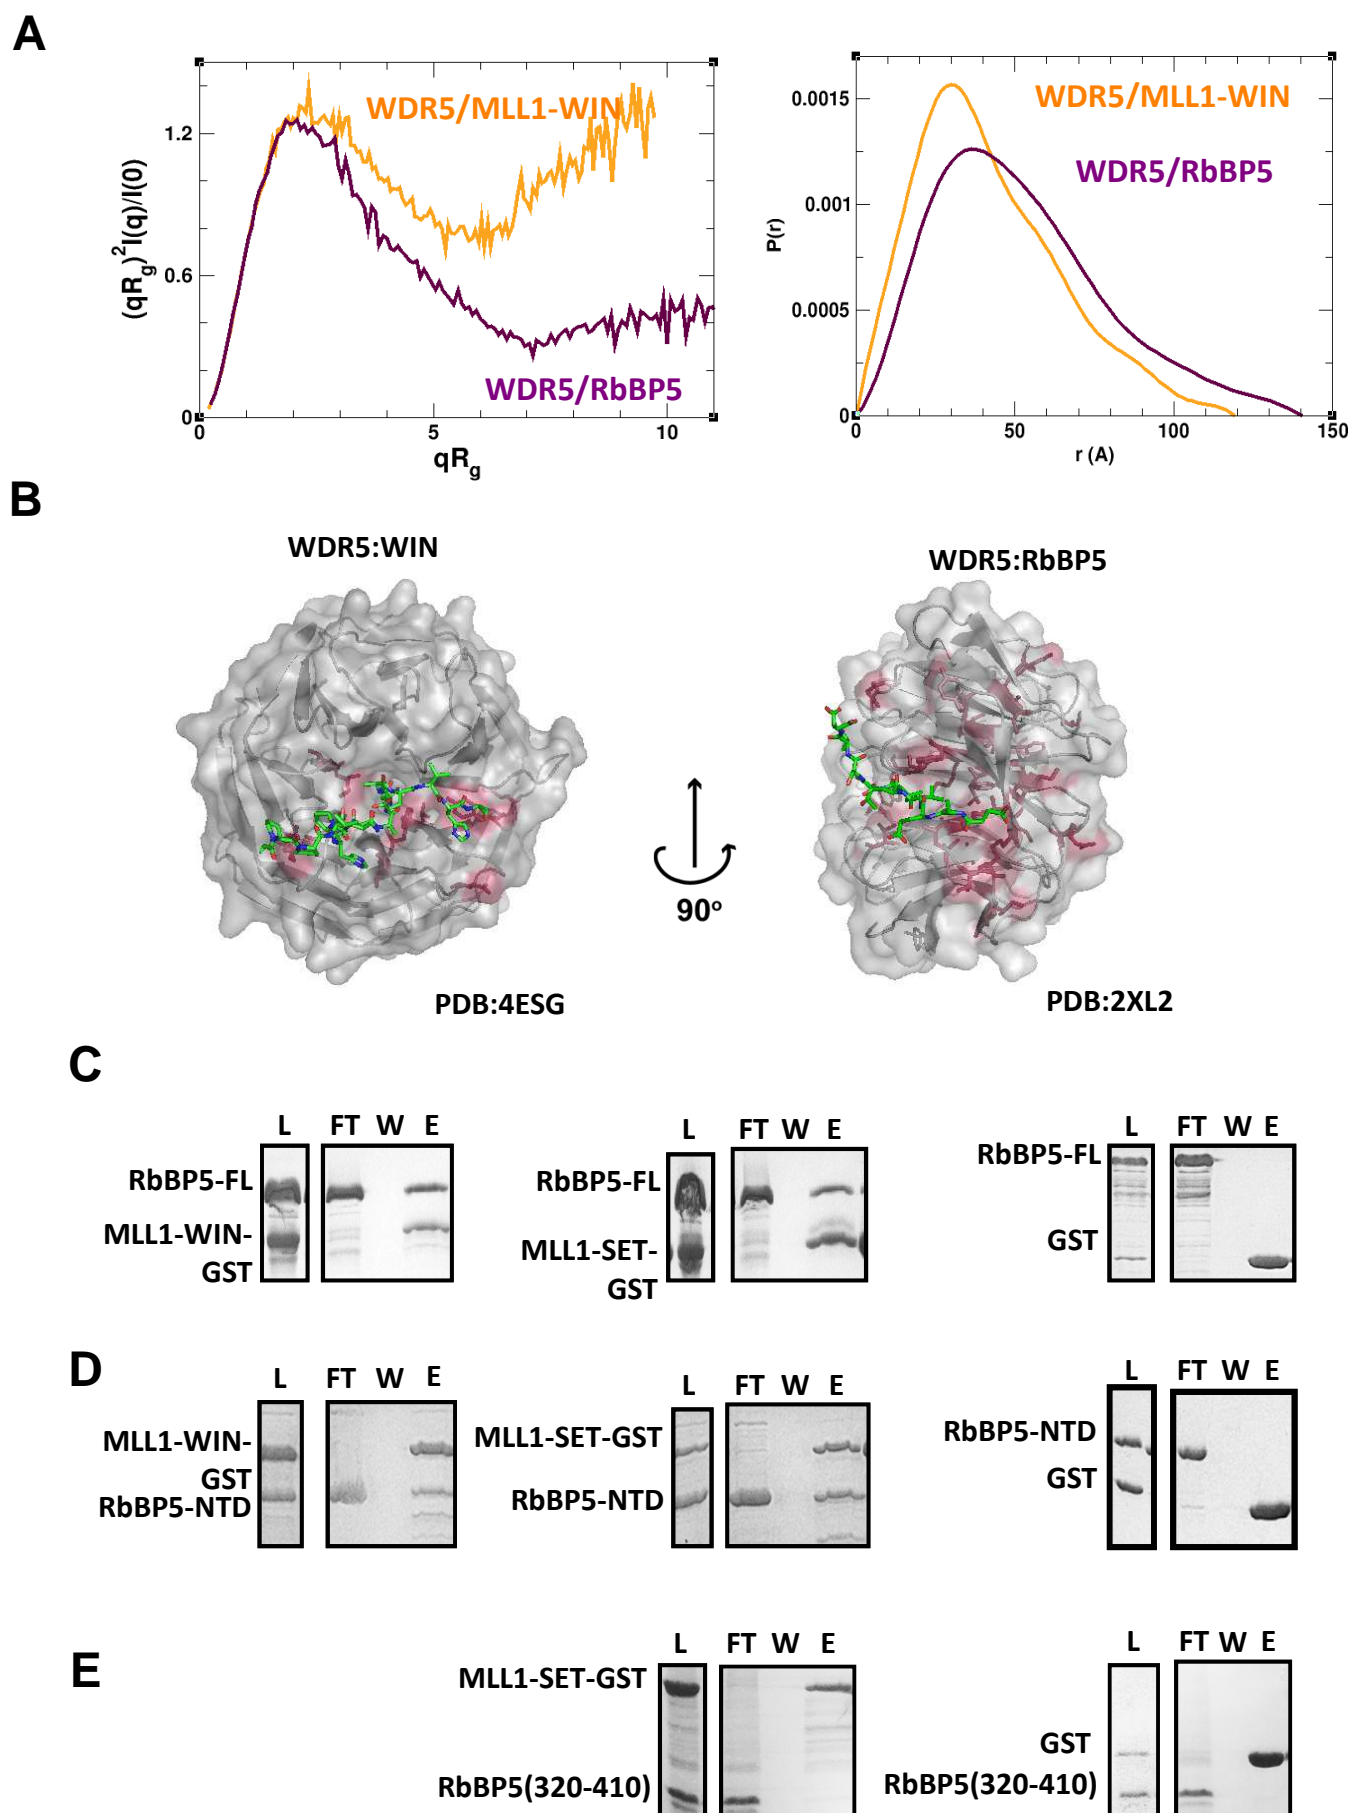 A
WDR5/MLL1-WIN
WDR5/RbBP5
(qRg)2I(q)/I(0)
1.2
0.6
0
0
5
10
qRg
WDR5/MLL1-WIN
WDR5/RbBP5
P(r)
0.0015
0.001
0.0005
0
0
50
100
150
r (A)
B
WDR5:WIN
WDR5:RbBP5
90o
PDB:4ESG
PDB:2XL2
C
L FT W E
RbBP5-FL
MLL1-WIN-
GST
L FT W E
RbBP5-FL
MLL1-SET-
GST
L FT W E
RbBP5-FL
GST
D
L FT W E
MLL1-WIN-
GST
RbBP5-NTD
L FT W E
MLL1-SET-GST
RbBP5-NTD
L FT W E
RbBP5-NTD
GST
E
L FT W E
MLL1-SET-GST
RbBP5(320-410)
L FT W E
GST
RbBP5(320-410)